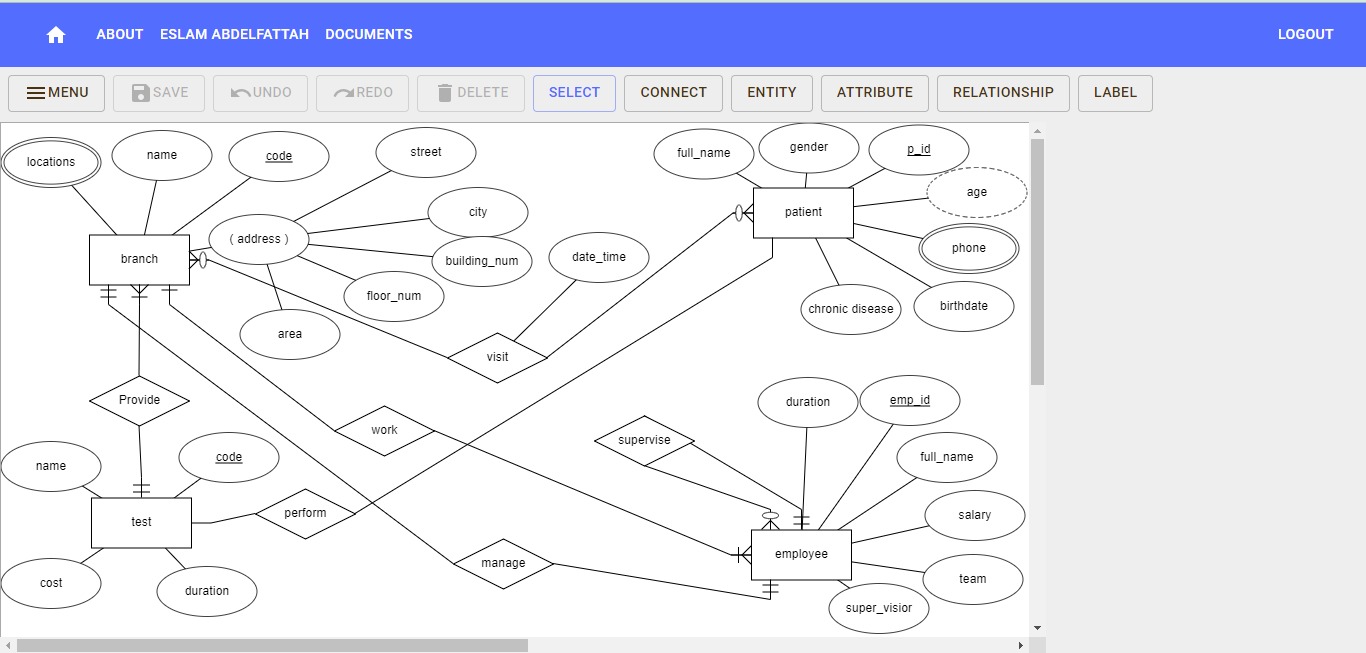 ABOUT ESLAM ABDELFATTAH DOCUMENTS LOGOUT
MENU SAVE UNDO REDO DELETE SELECT CONNECT ENTITY ATTRIBUTE RELATIONSHIP LABEL
locations
name
code
street
full_name
gender
p_id
age
city
patient
( address )
phone
branch
building_num
date_time
floor_num
chronic disease
birthdate
area
visit
Provide
duration
emp_id
work
supervise
name
code
full_name
test
perform
salary
employee
manage
cost
duration
team
super_visior